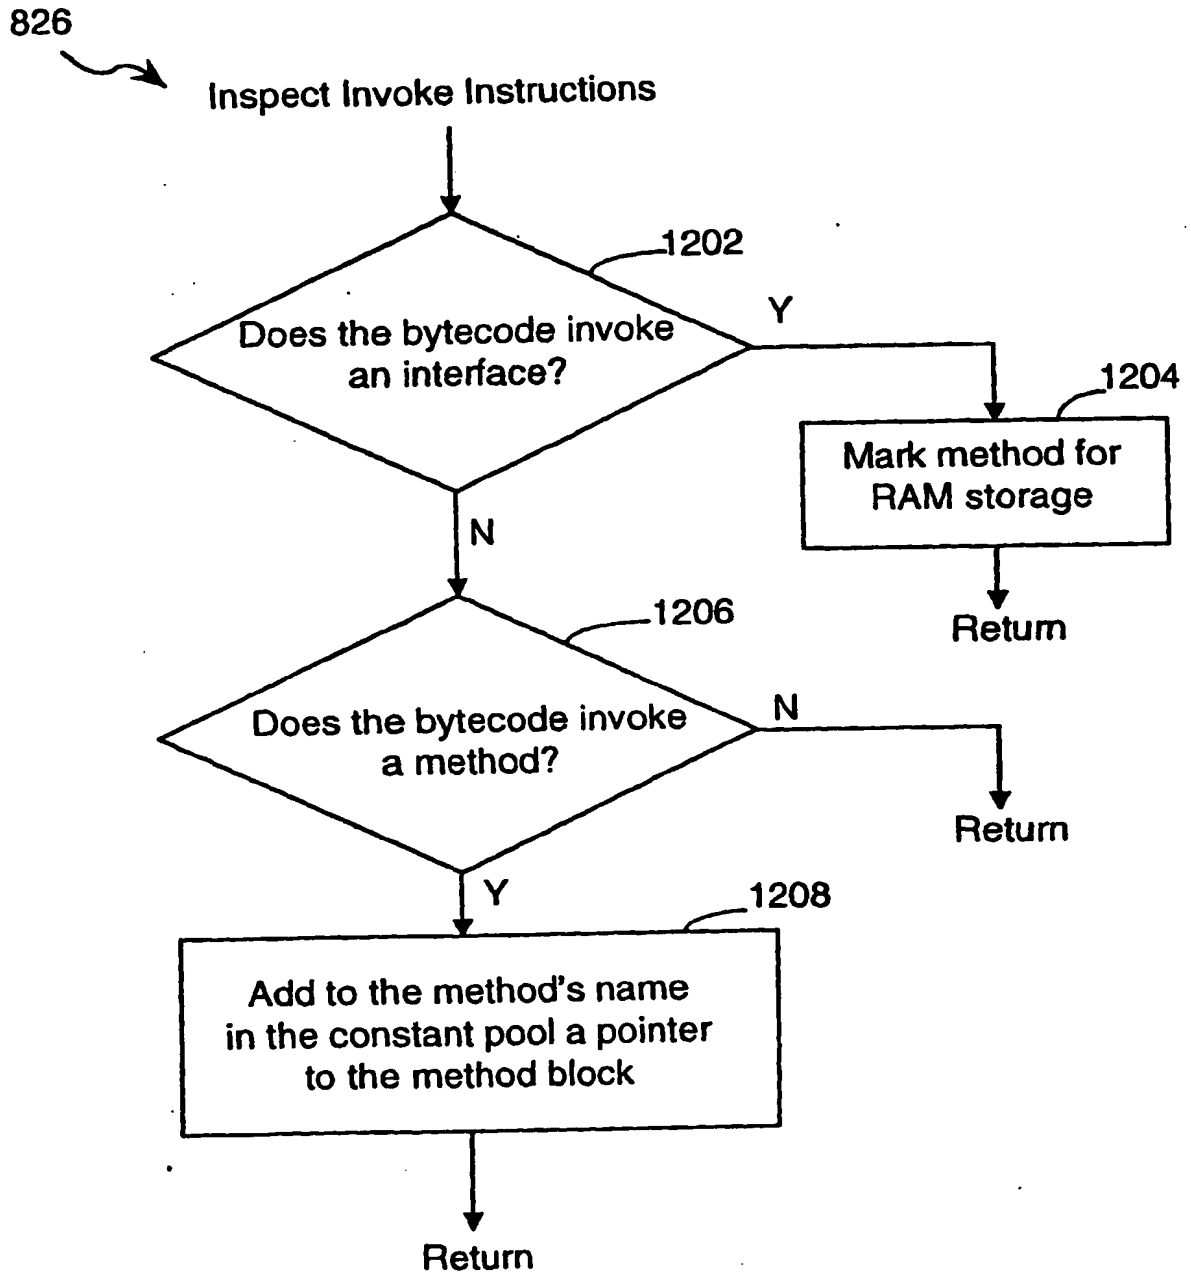 826
Inspect Invoke Instructions
1202
Does the bytecode invoke
an interface?
Y
1204
Mark method for
RAM storage
Return
N
1206
Does the bytecode invoke
a method?
N
Return
Y
1208
Add to the method's name
in the constant pool a pointer
to the method block
Return